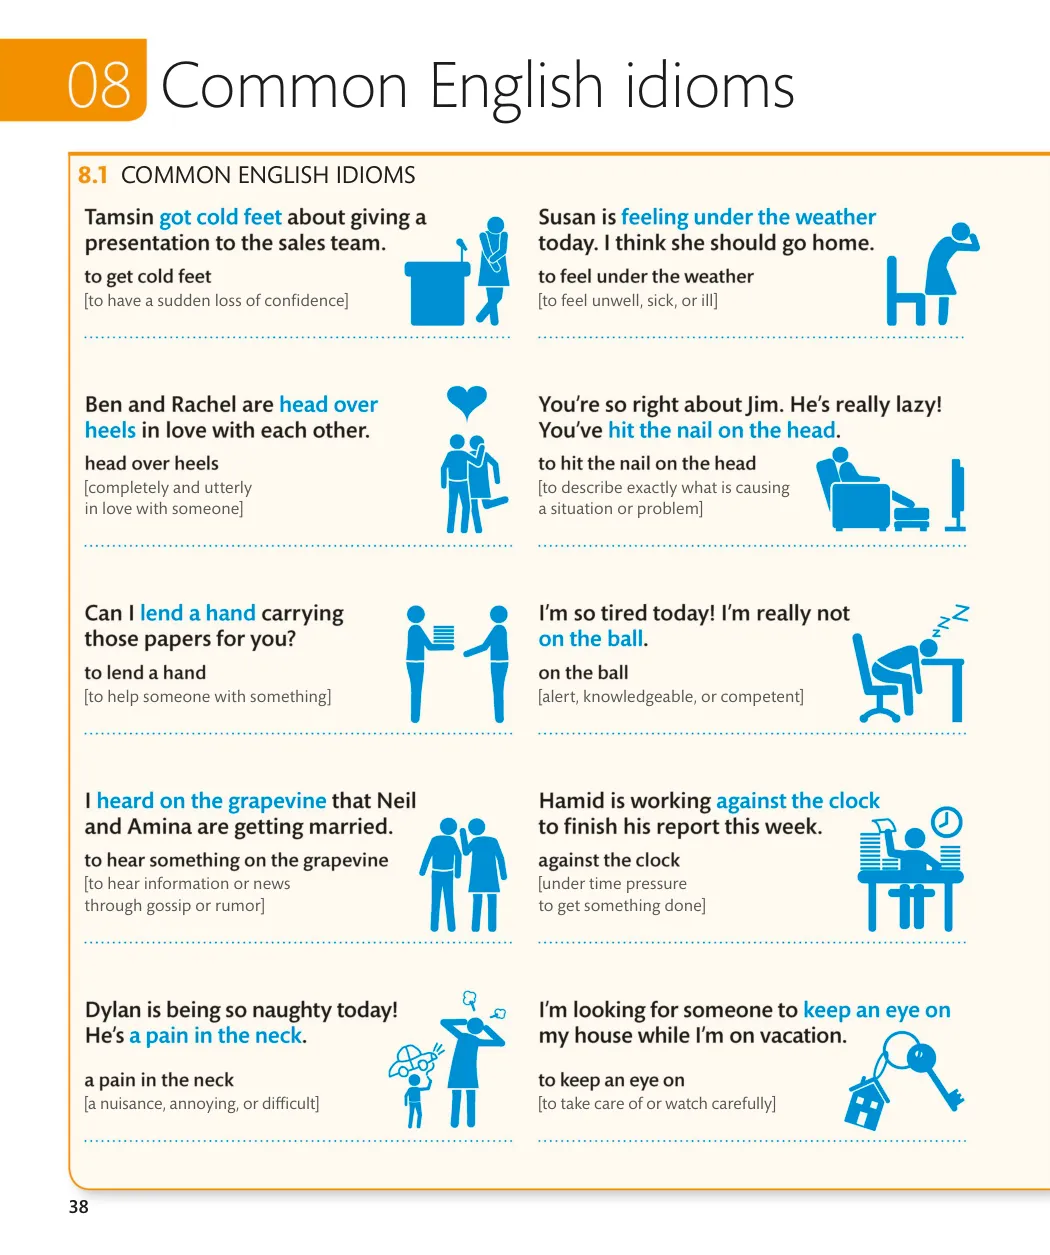 08 Common English idioms
8.1 COMMON ENGLISH IDIOMS
Tamsin got cold feet about giving a
presentation to the sales team.
to get cold feet
[to have a sudden loss of confidence]
Susan is feeling under the weather
today. I think she should go home.
to feel under the weather
[to feel unwell, sick, or ill]
Ben and Rachel are head over
heels in love with each other.
head over heels
[completely and utterly
in love with someone]
You’re so right about Jim. He’s really lazy!
You’ve hit the nail on the head.
to hit the nail on the head
[to describe exactly what is causing
a situation or problem]
Can I lend a hand carrying
those papers for you?
to lend a hand
[to help someone with something]
I’m so tired today! I’m really not
on the ball.
on the ball
[alert, knowledgeable, or competent]
zzz
I heard on the grapevine that Neil
and Amina are getting married.
to hear something on the grapevine
[to hear information or news
through gossip or rumor]
Hamid is working against the clock
to finish his report this week.
against the clock
[under time pressure
to get something done]
Dylan is being so naughty today!
He’s a pain in the neck.
a pain in the neck
[a nuisance, annoying, or difficult]
I’m looking for someone to keep an eye on
my house while I’m on vacation.
to keep an eye on
[to take care of or watch carefully]
38